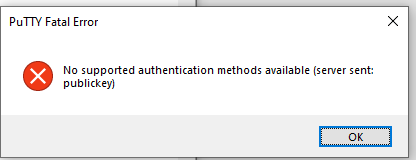 PuTTY Fatal Error
No supported authentication methods available (server sent:
publickey)
OK